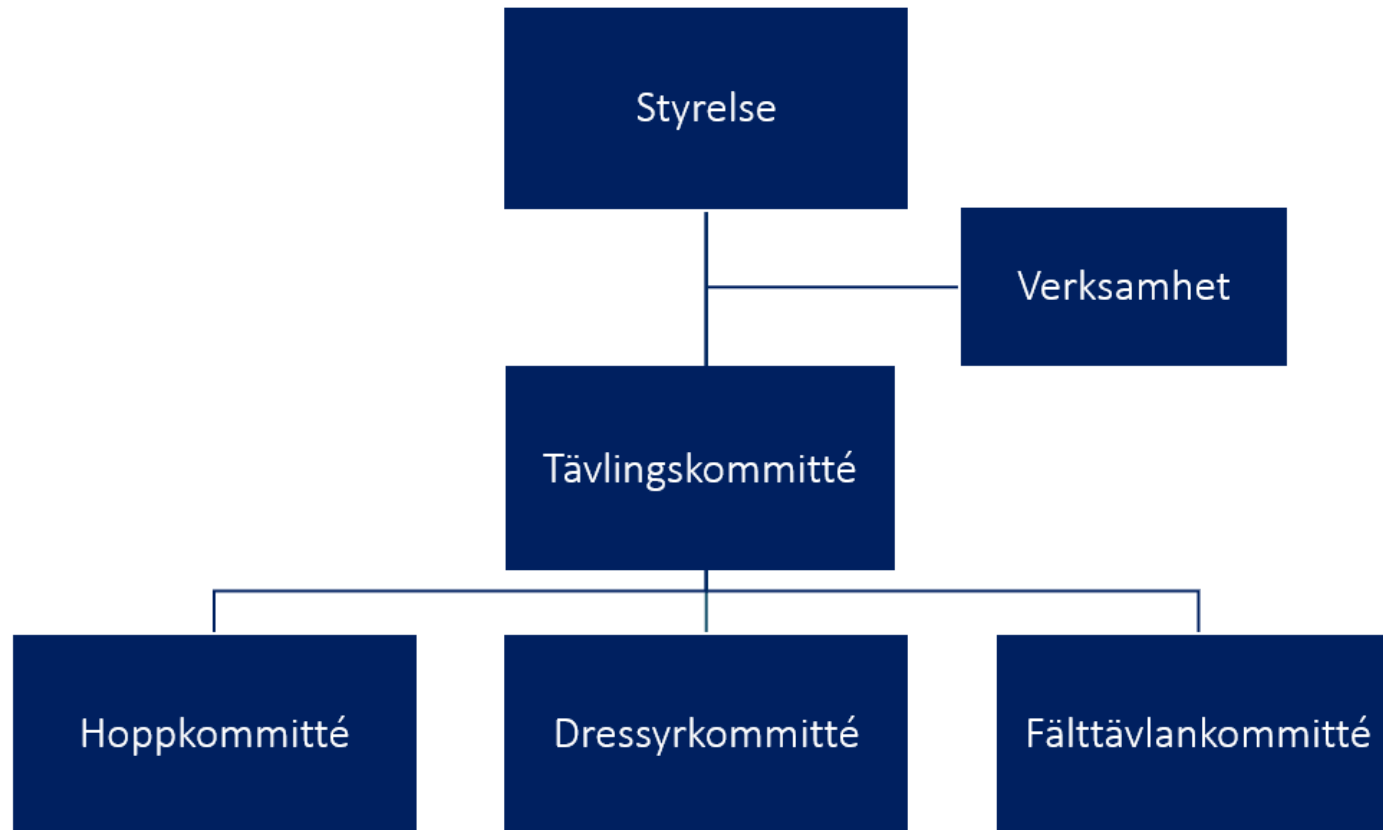 Styrelse
Verksamhet
Tävlingskommitté
Hoppkommitté
Dressyrkommitté
Fälttävlankommitté